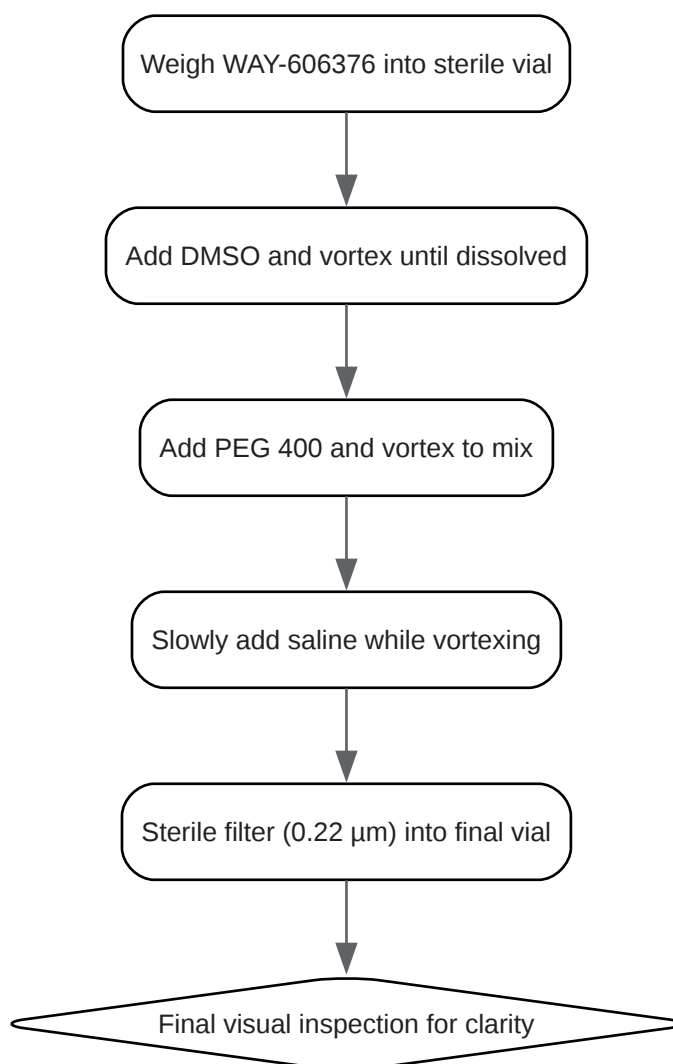 Weigh WAY-606376 into sterile vial
Add DMSO and vortex until dissolved
Add PEG 400 and vortex to mix
Slowly add saline while vortexing
Sterile filter (0.22 µm) into final vial
Final visual inspection for clarity